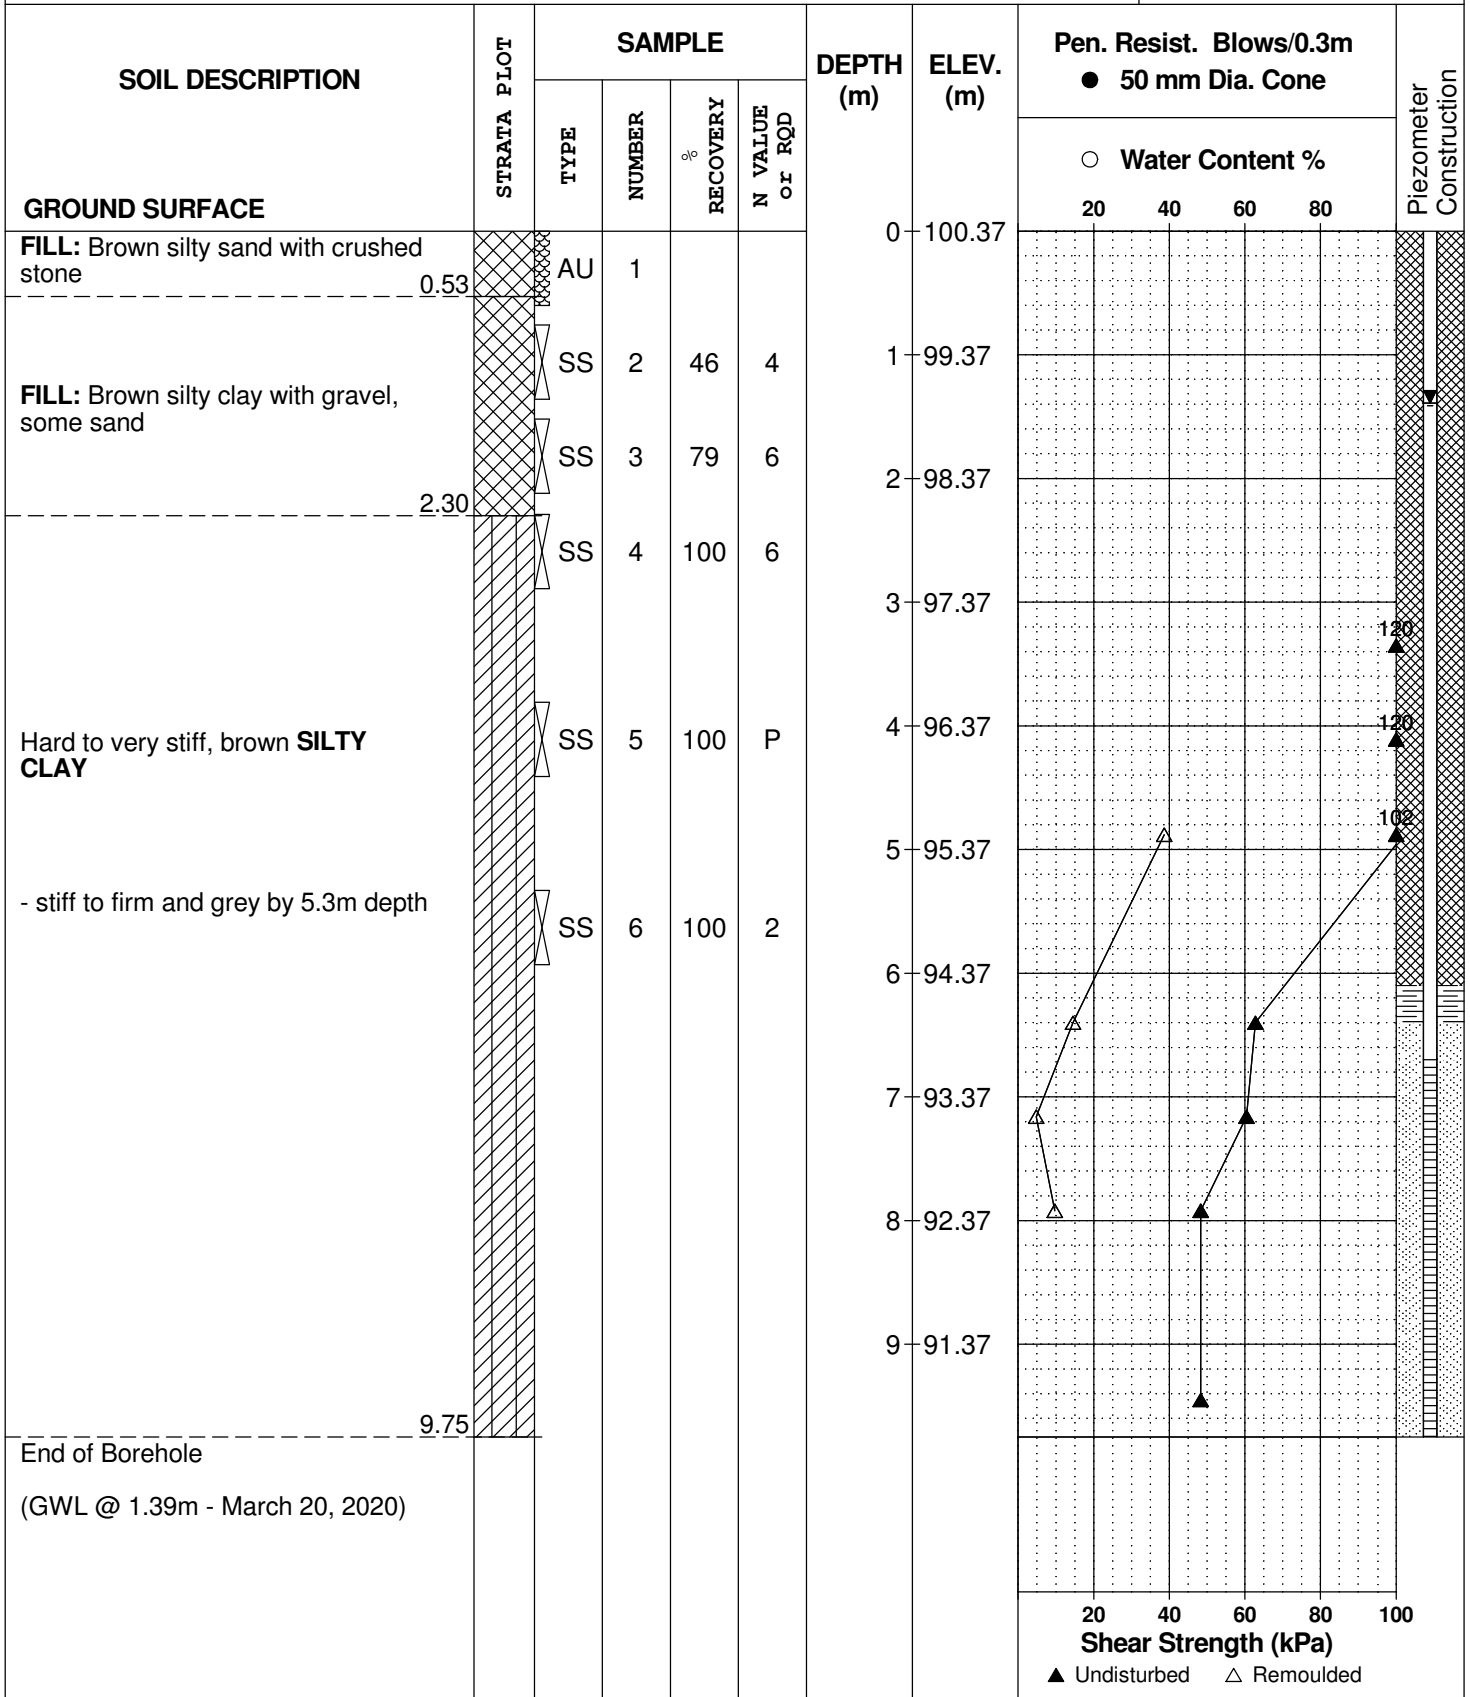 SOIL DESCRIPTION
GROUND SURFACE
STRATA PLOT
SAMPLE
TYPE
NUMBER
%
RECOVERY
N VALUE
or RQD
DEPTH
(m)
ELEV.
(m)
Pen. Resist. Blows/0.3m
● 50 mm Dia. Cone
○ Water Content %
20 40 60 80
Piezometer
Construction
0 100.37
FILL: Brown silty sand with crushed
stone
0.53
AU 1
1 99.37
SS 2 46 4
FILL: Brown silty clay with gravel,
some sand
SS 3 79 6
2 98.37
2.30
SS 4 100 6
3 97.37
120
4 96.37
120
Hard to very stiff, brown SILTY
CLAY
SS 5 100 P
102
5 95.37
- stiff to firm and grey by 5.3m depth
SS 6 100 2
6 94.37
7 93.37
8 92.37
9 91.37
9.75
End of Borehole
(GWL @ 1.39m - March 20, 2020)
20 40 60 80 100
Shear Strength (kPa)
▲ Undisturbed △ Remoulded